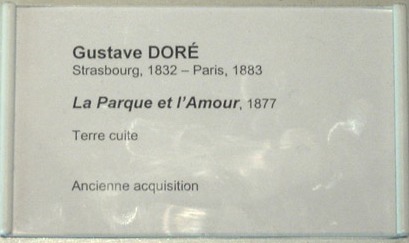 Gustave DORÉ
Strasbourg, 1832 – Paris, 1883
La Parque et l'Amour, 1877
Terre cuite
Ancienne acquisition